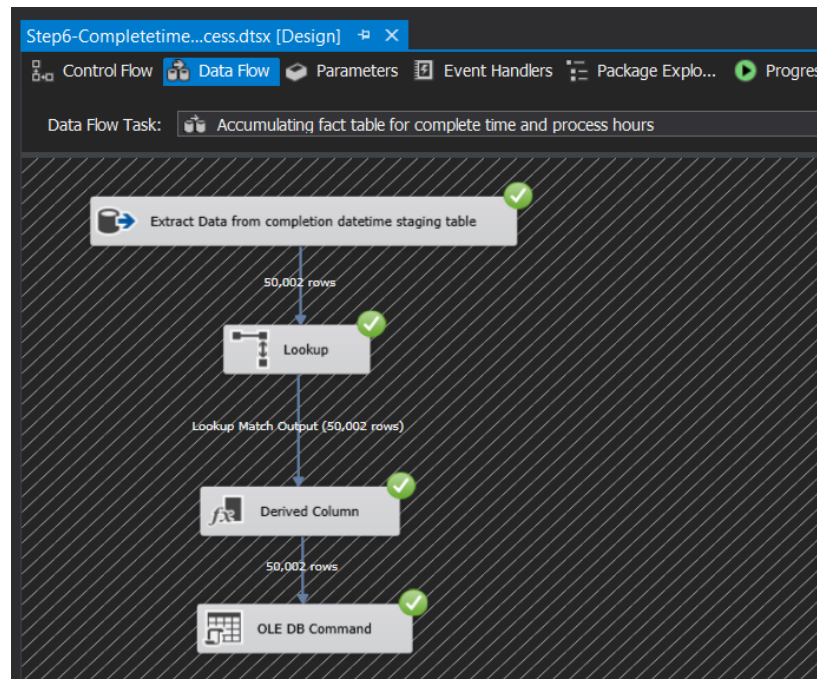 Step6-Completetime...cess.dtsx [Design]
Control Flow Data Flow Parameters Event Handlers Package Explo... Progres
Data Flow Task: Accumulating fact table for complete time and process hours
Extract Data from completion datetime staging table
50,002 rows
Lookup
Lookup Match Output (50,002 rows)
Derived Column
50,002 rows
OLE DB Command